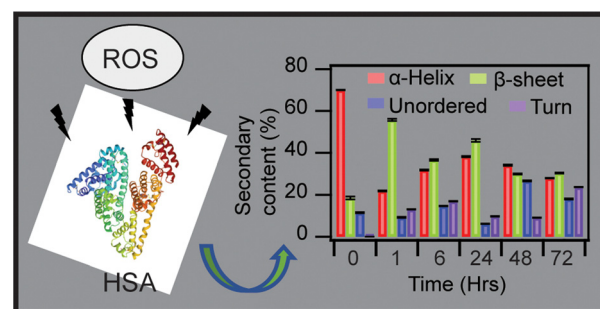 ROS
HSA
80
60
40
20
0
Secondary
content (%)
α-Helix
β-sheet
Unordered
Turn
0 1 6 24 48 72
Time (Hrs)